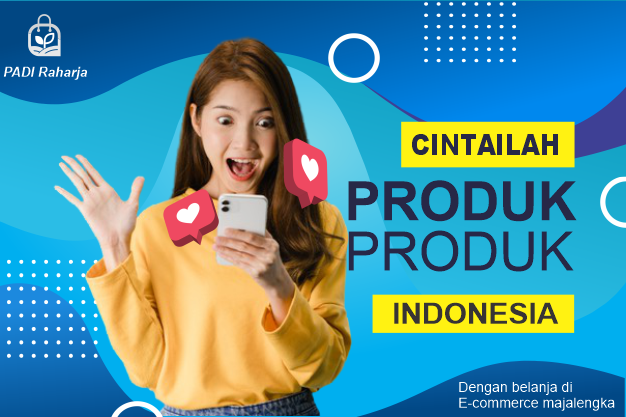 PADI Raharja
CINTAILAH
PRODUK
PRODUK
INDONESIA
Dengan belanja di
E-commerce majalengka